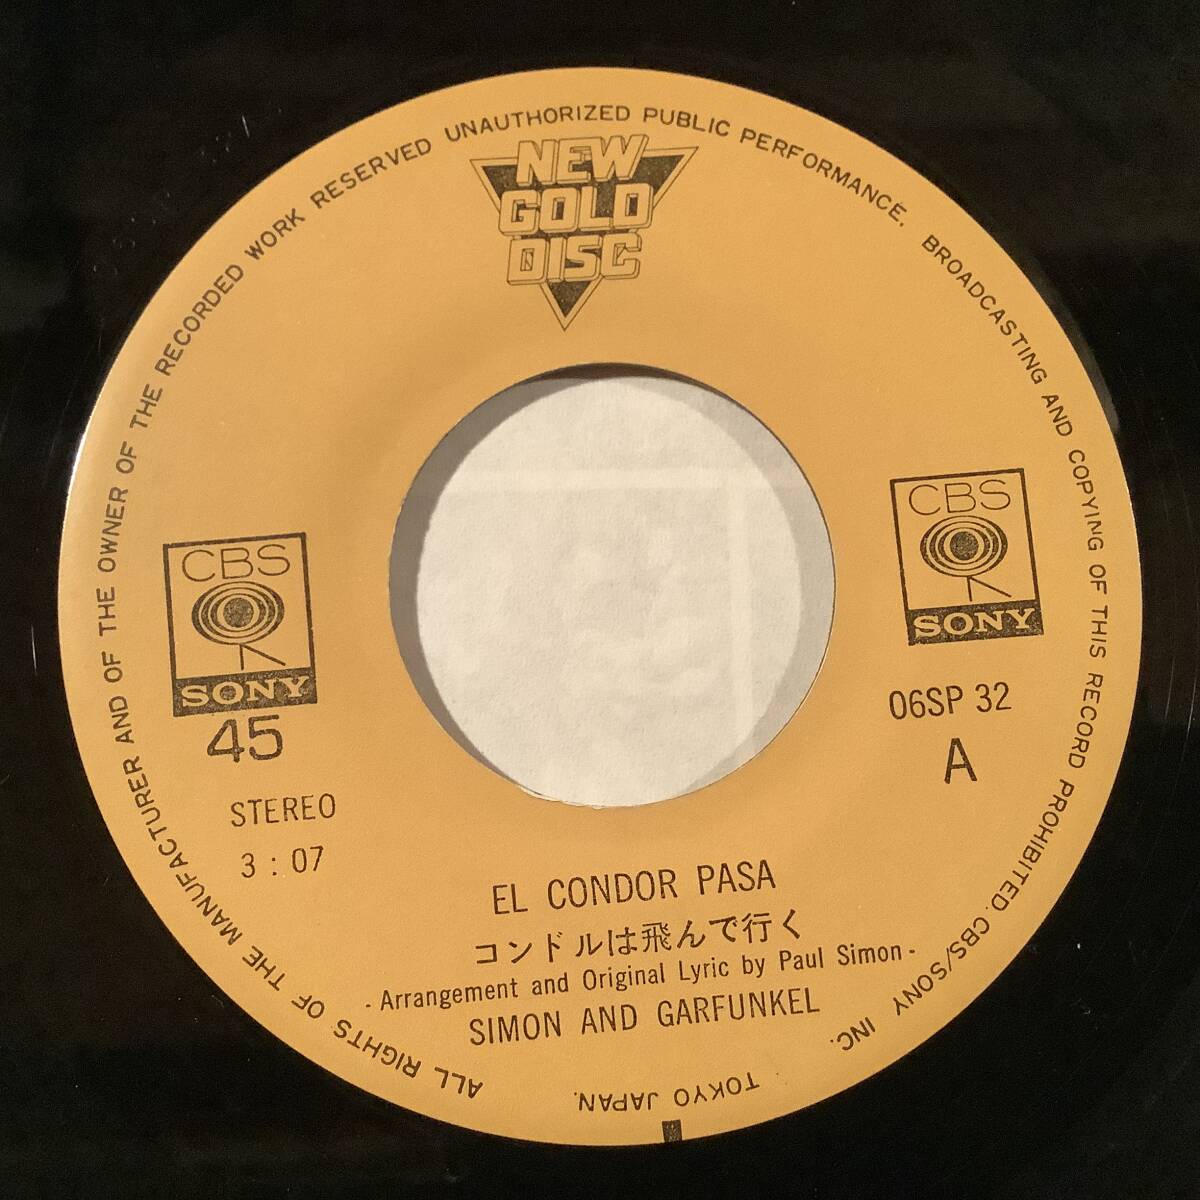 ALL RIGHTS OF THE MANUFACTURER AND OF THE OWNER OF THE RECORDED WORK RESERVED UNAUTHORIZED PUBLIC PERFORMANCE, BROADCASTING AND COPYING OF THIS RECORD PROHIBITED. CBS/SONY INC.
TOKYO JAPAN.
NEW
GOLD
DISC
CBS
SONY
45
STEREO
3 : 07
CBS
SONY
06SP 32
A
EL CONDOR PASA
コンドルは飛んで行く
- Arrangement and Original Lyric by Paul Simon -
SIMON AND GARFUNKEL